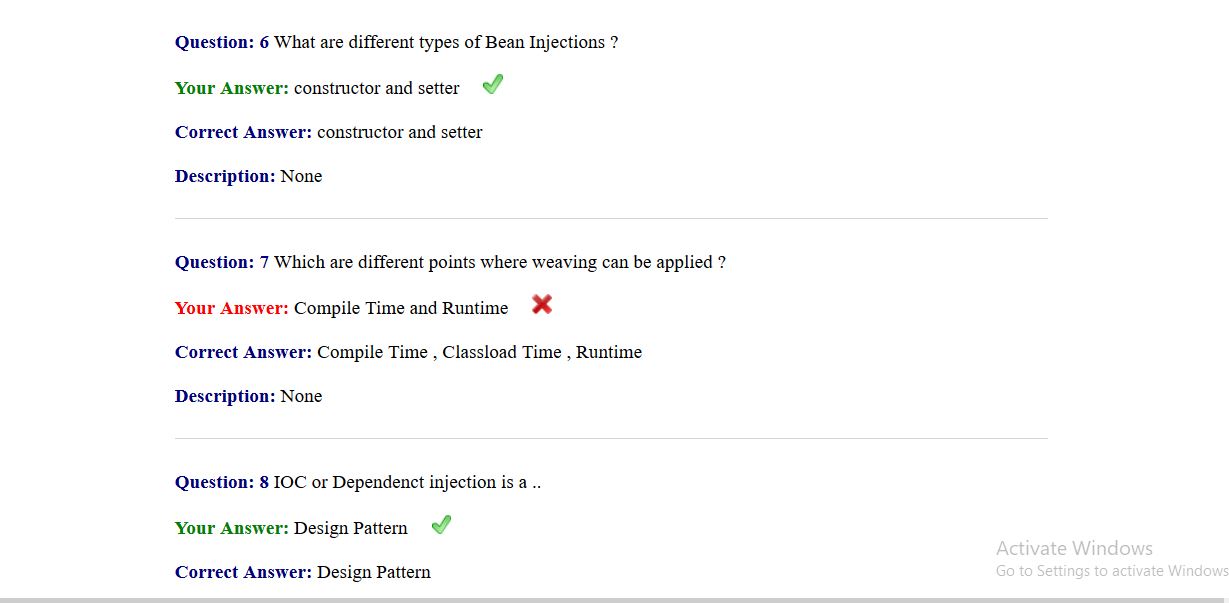 Question: 6 What are different types of Bean Injections ?
Your Answer: constructor and setter
Correct Answer: constructor and setter
Description: None
Question: 7 Which are different points where weaving can be applied ?
Your Answer: Compile Time and Runtime
Correct Answer: Compile Time , Classload Time , Runtime
Description: None
Question: 8 IOC or Dependenct injection is a ..
Your Answer: Design Pattern
Correct Answer: Design Pattern
Activate Windows
Go to Settings to activate Windows